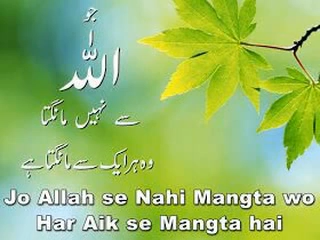 جو
اللہ
سے نہیں مانگتا
وہ ہر ایک سے مانگتا ہے
Jo Allah se Nahi Mangta wo
Har Aik se Mangta hai